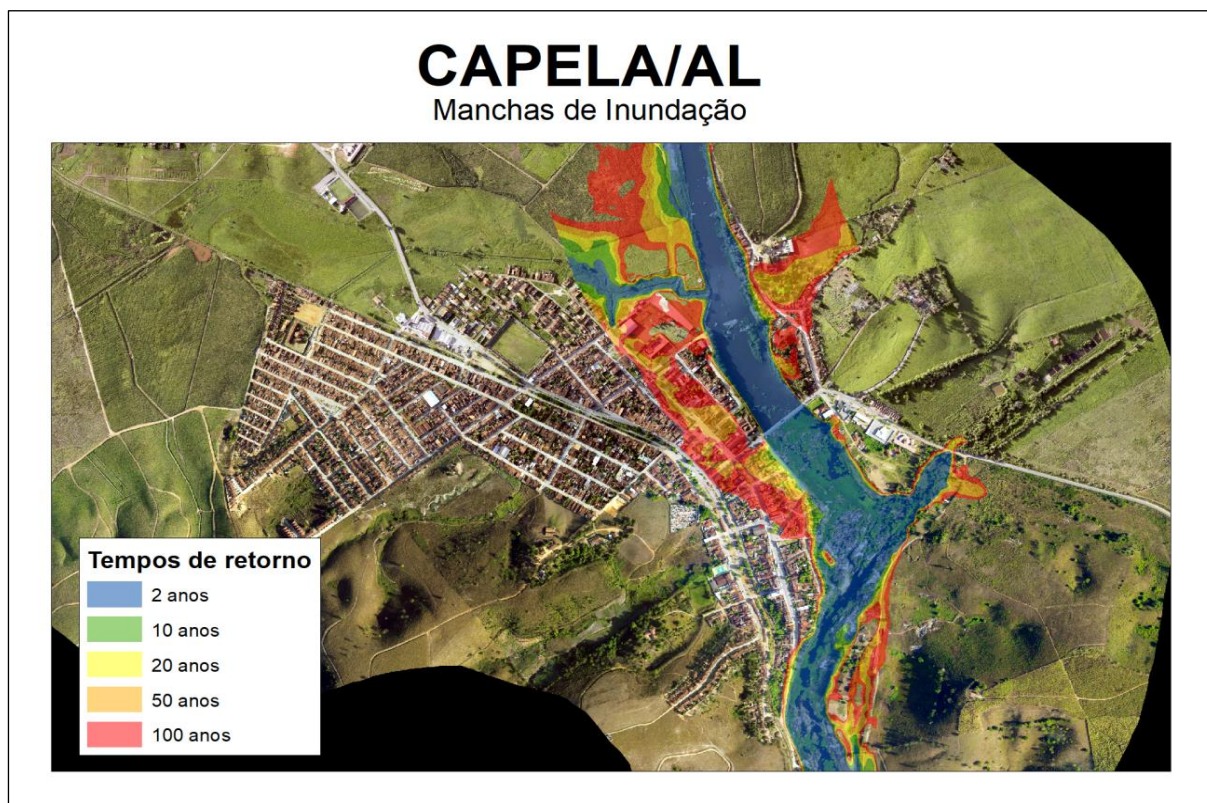 CAPELA/AL
Manchas de Inundação
Tempos de retorno
2 anos
10 anos
20 anos
50 anos
100 anos